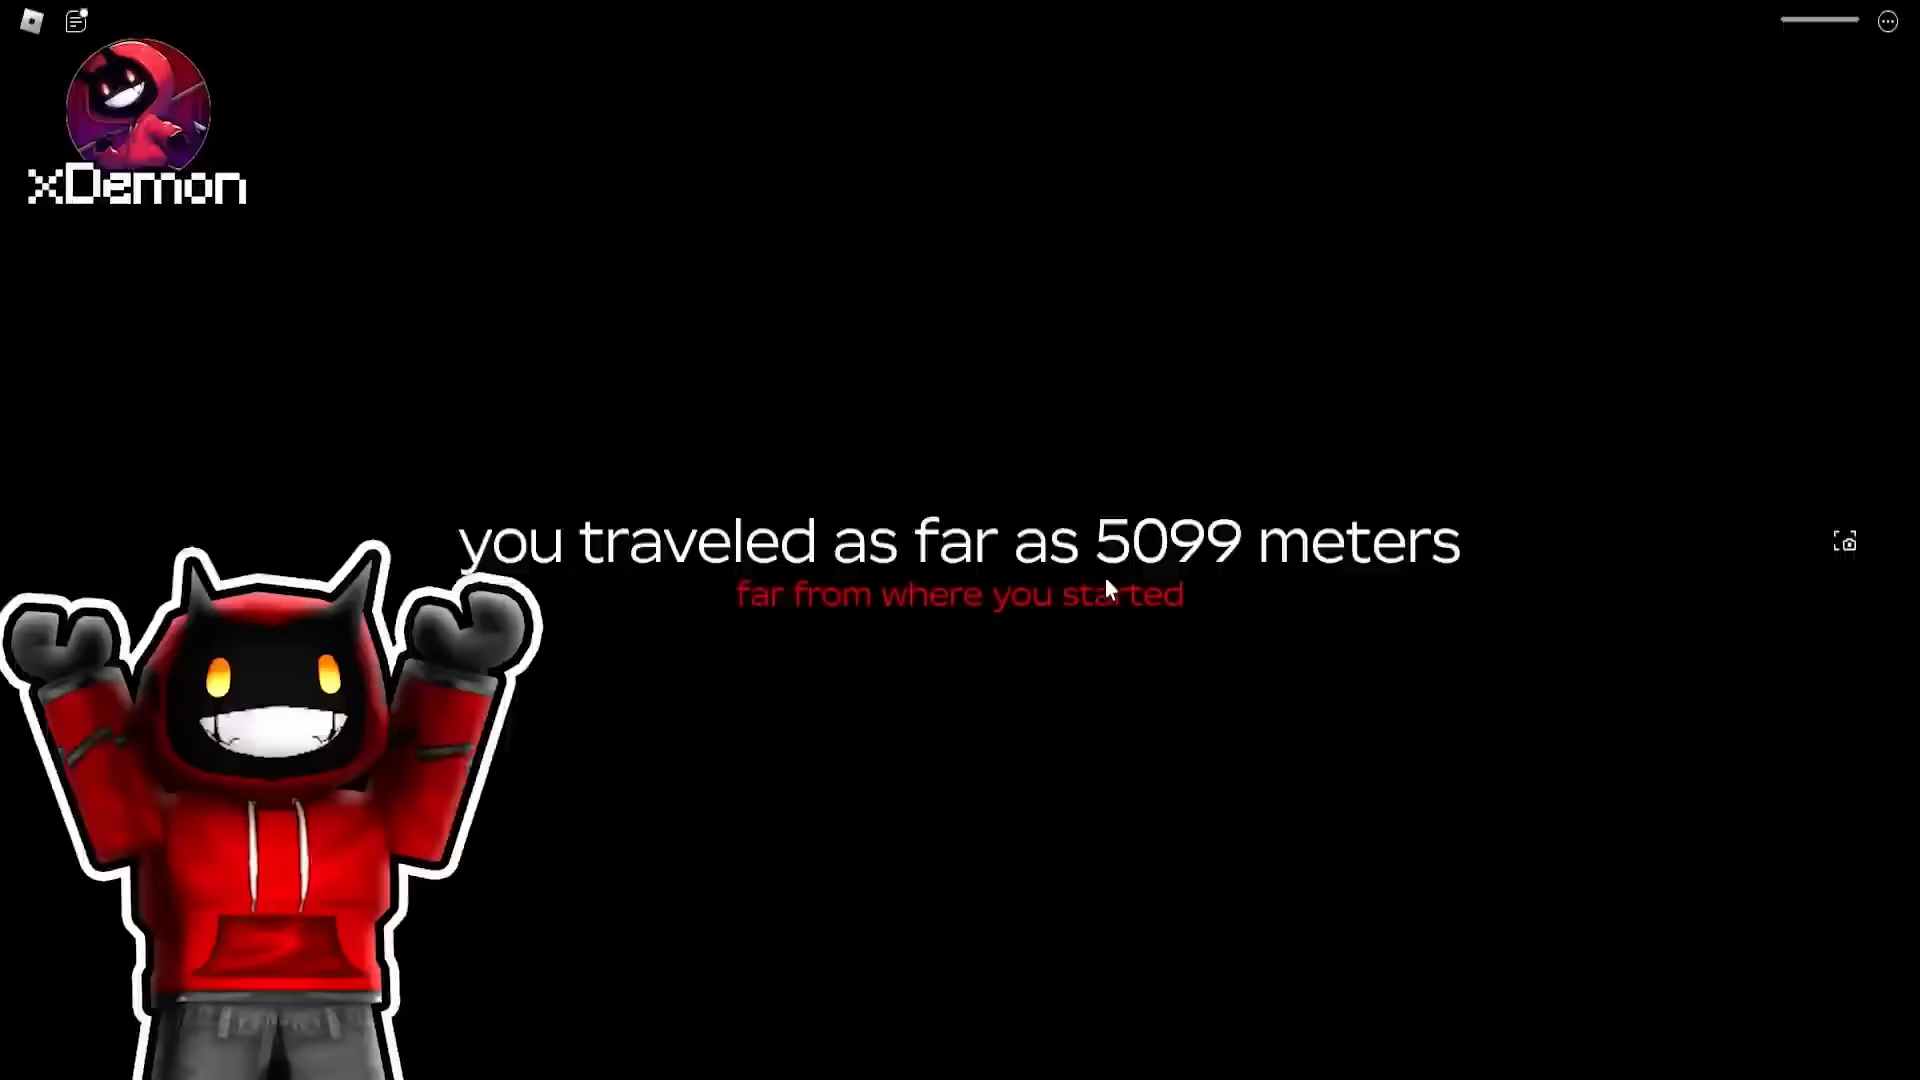 xDemon
you traveled as far as 5099 meters
far from where you started